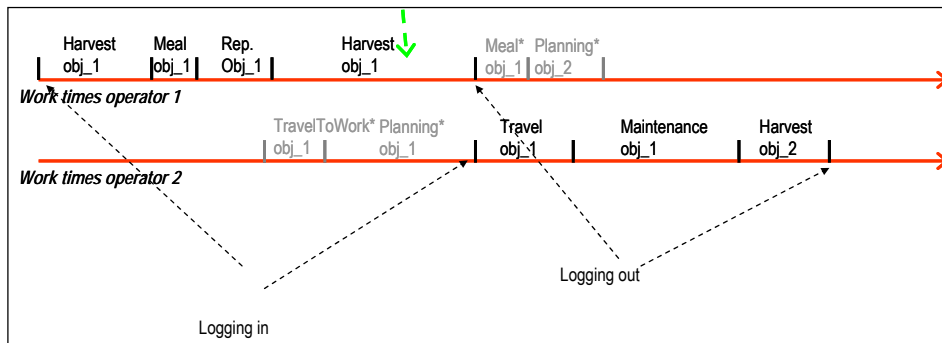 Harvest Meal Rep. Harvest Meal* Planning*
obj_1 obj_1 Obj_1 obj_1 obj_1 obj_2
Work times operator 1
TravelToWork* Planning* Travel Maintenance Harvest
obj_1 obj_1 obj_1 obj_1 obj_2
Work times operator 2
Logging out
Logging in